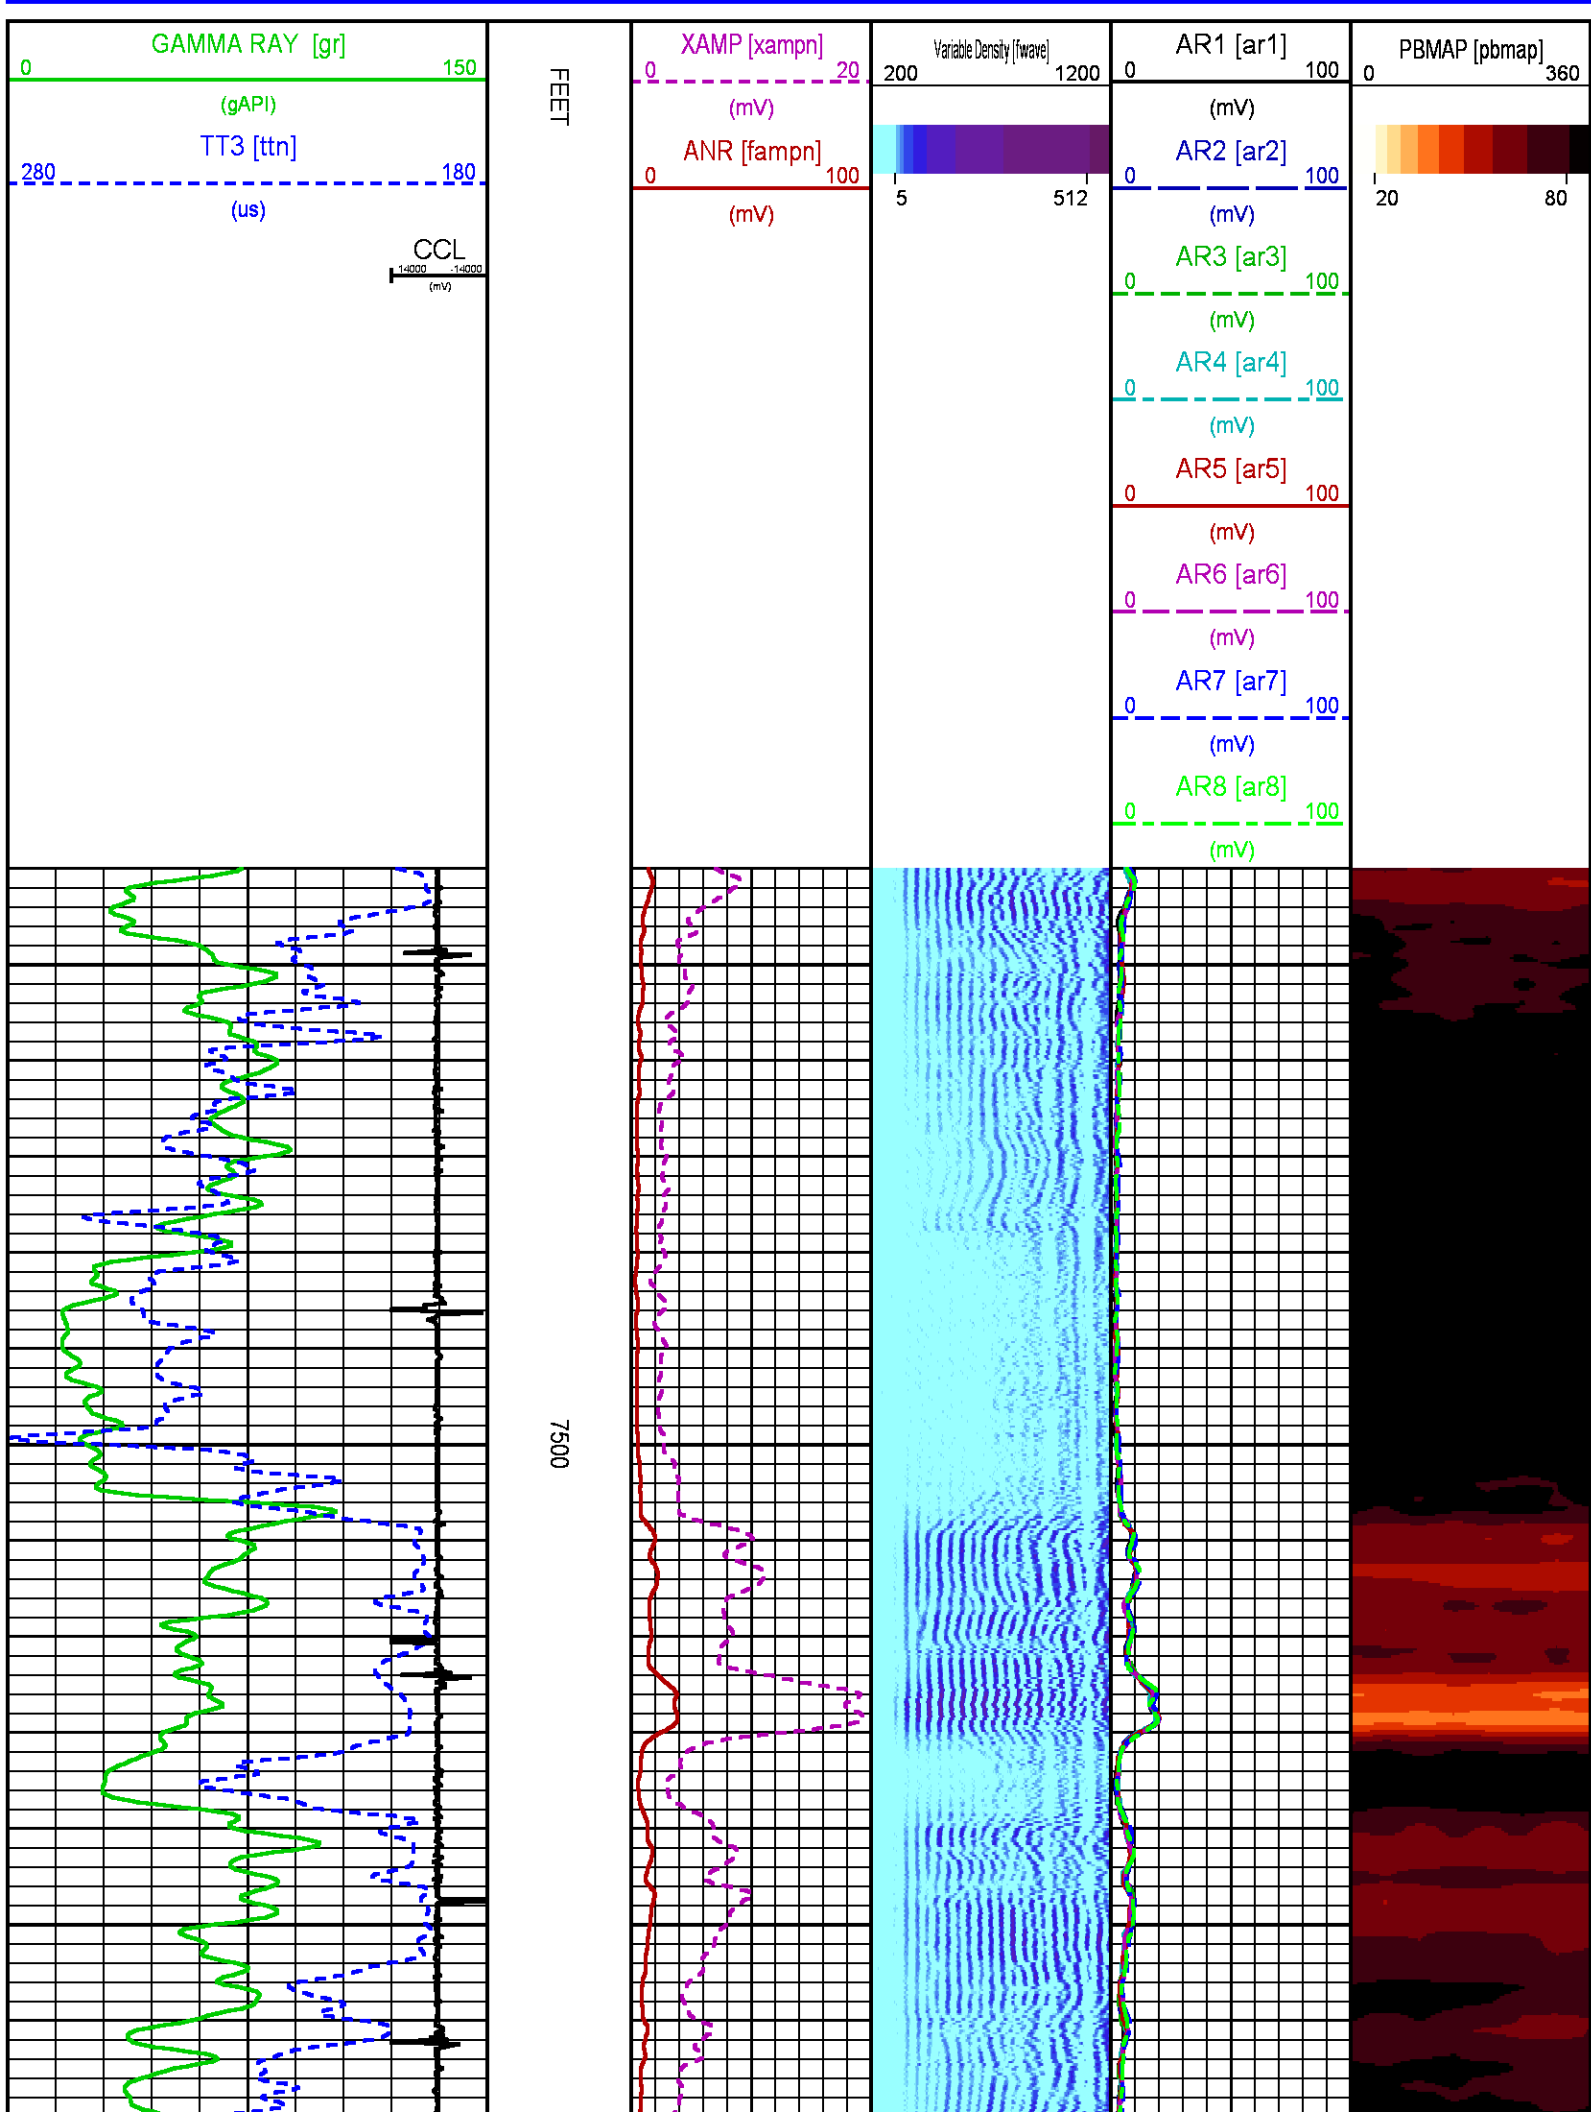 GAMMA RAY [gr]
0 150
(gAPI)
TT3 [ttn]
280 180
(us)
CCL
14000 -14000
(mV)
FEET
7500
XAMP [xampn]
0 20
(mV)
ANR [fampn]
0 100
(mV)
Variable Density [fwave]
200 1200
5 512
AR1 [ar1]
0 100
(mV)
AR2 [ar2]
0 100
(mV)
AR3 [ar3]
0 100
(mV)
AR4 [ar4]
0 100
(mV)
AR5 [ar5]
0 100
(mV)
AR6 [ar6]
0 100
(mV)
AR7 [ar7]
0 100
(mV)
AR8 [ar8]
0 100
(mV)
PBMAP [pbmap]
0 360
20 80